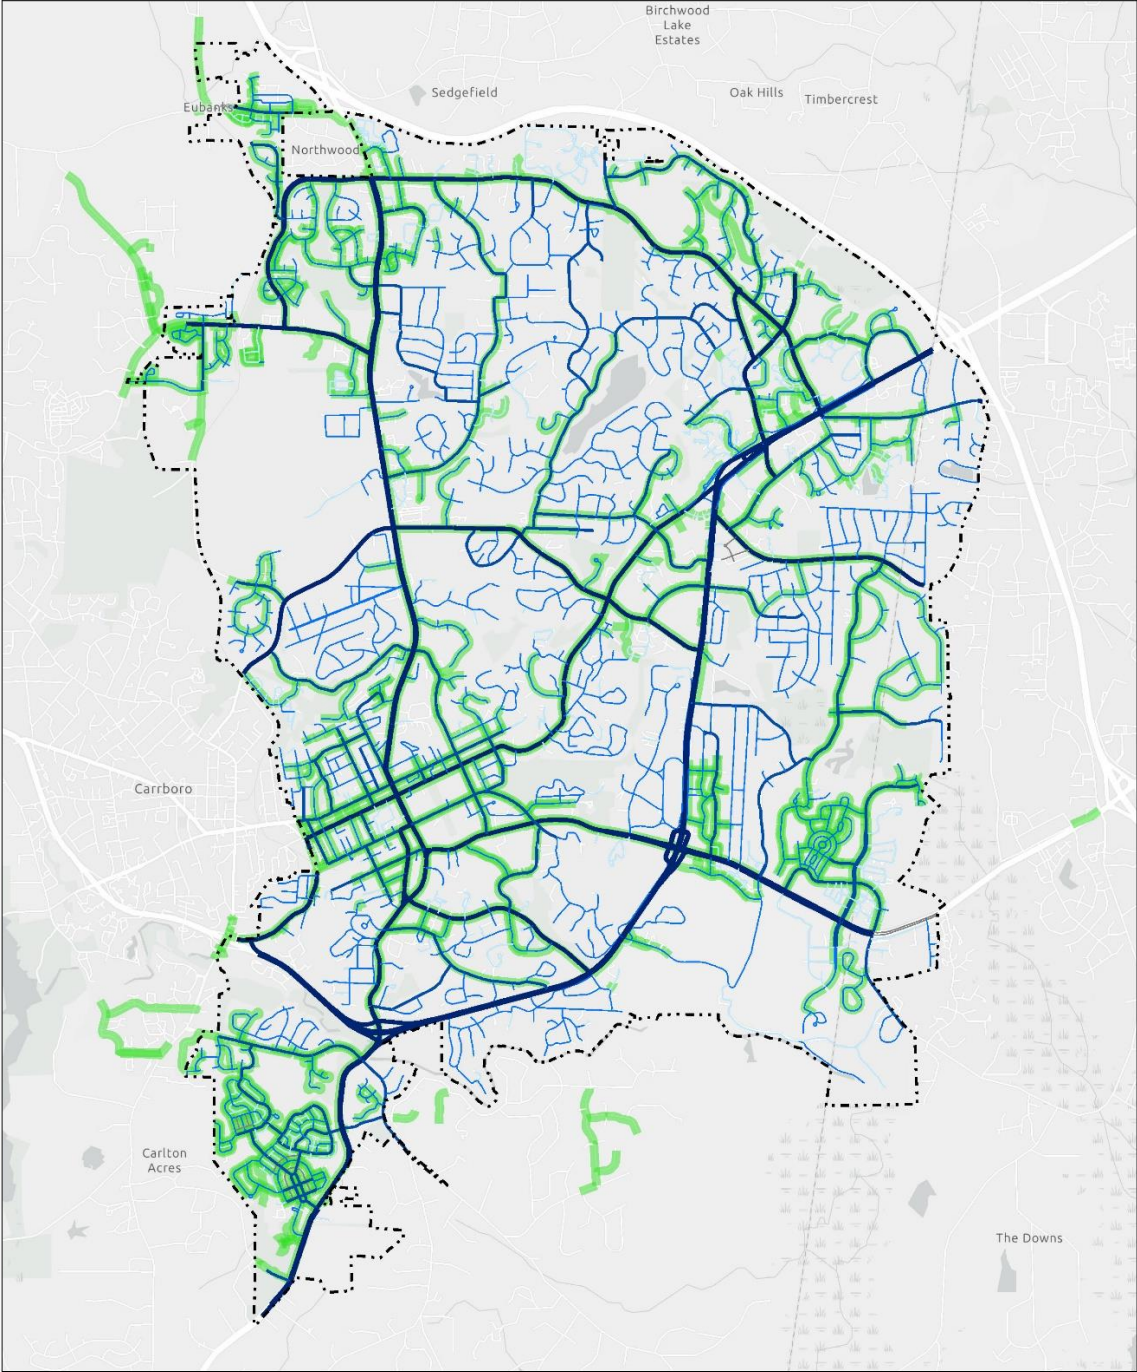 Birchwood
Lake
Estates
Sedgefield
Oak Hills
Timbercrest
Eubanks
Northwood
Carrboro
Carlton
Acres
The Downs